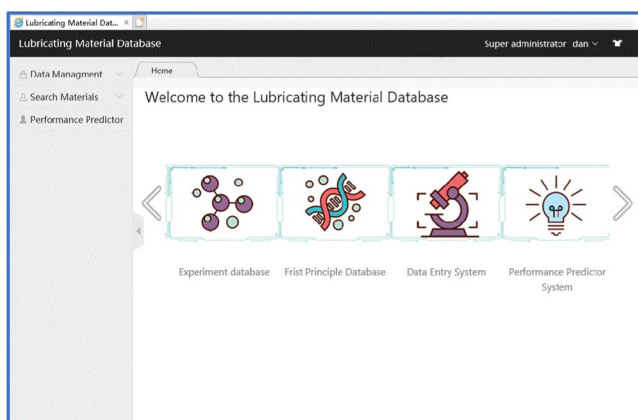 Lubricating Material Dat...
Lubricating Material Database
Super administrator dan
Data Managment
Home
Search Materials
Welcome to the Lubricating Material Database
Performance Predictor
Experiment database
Frist Principle Database
Data Entry System
Performance Predictor
System